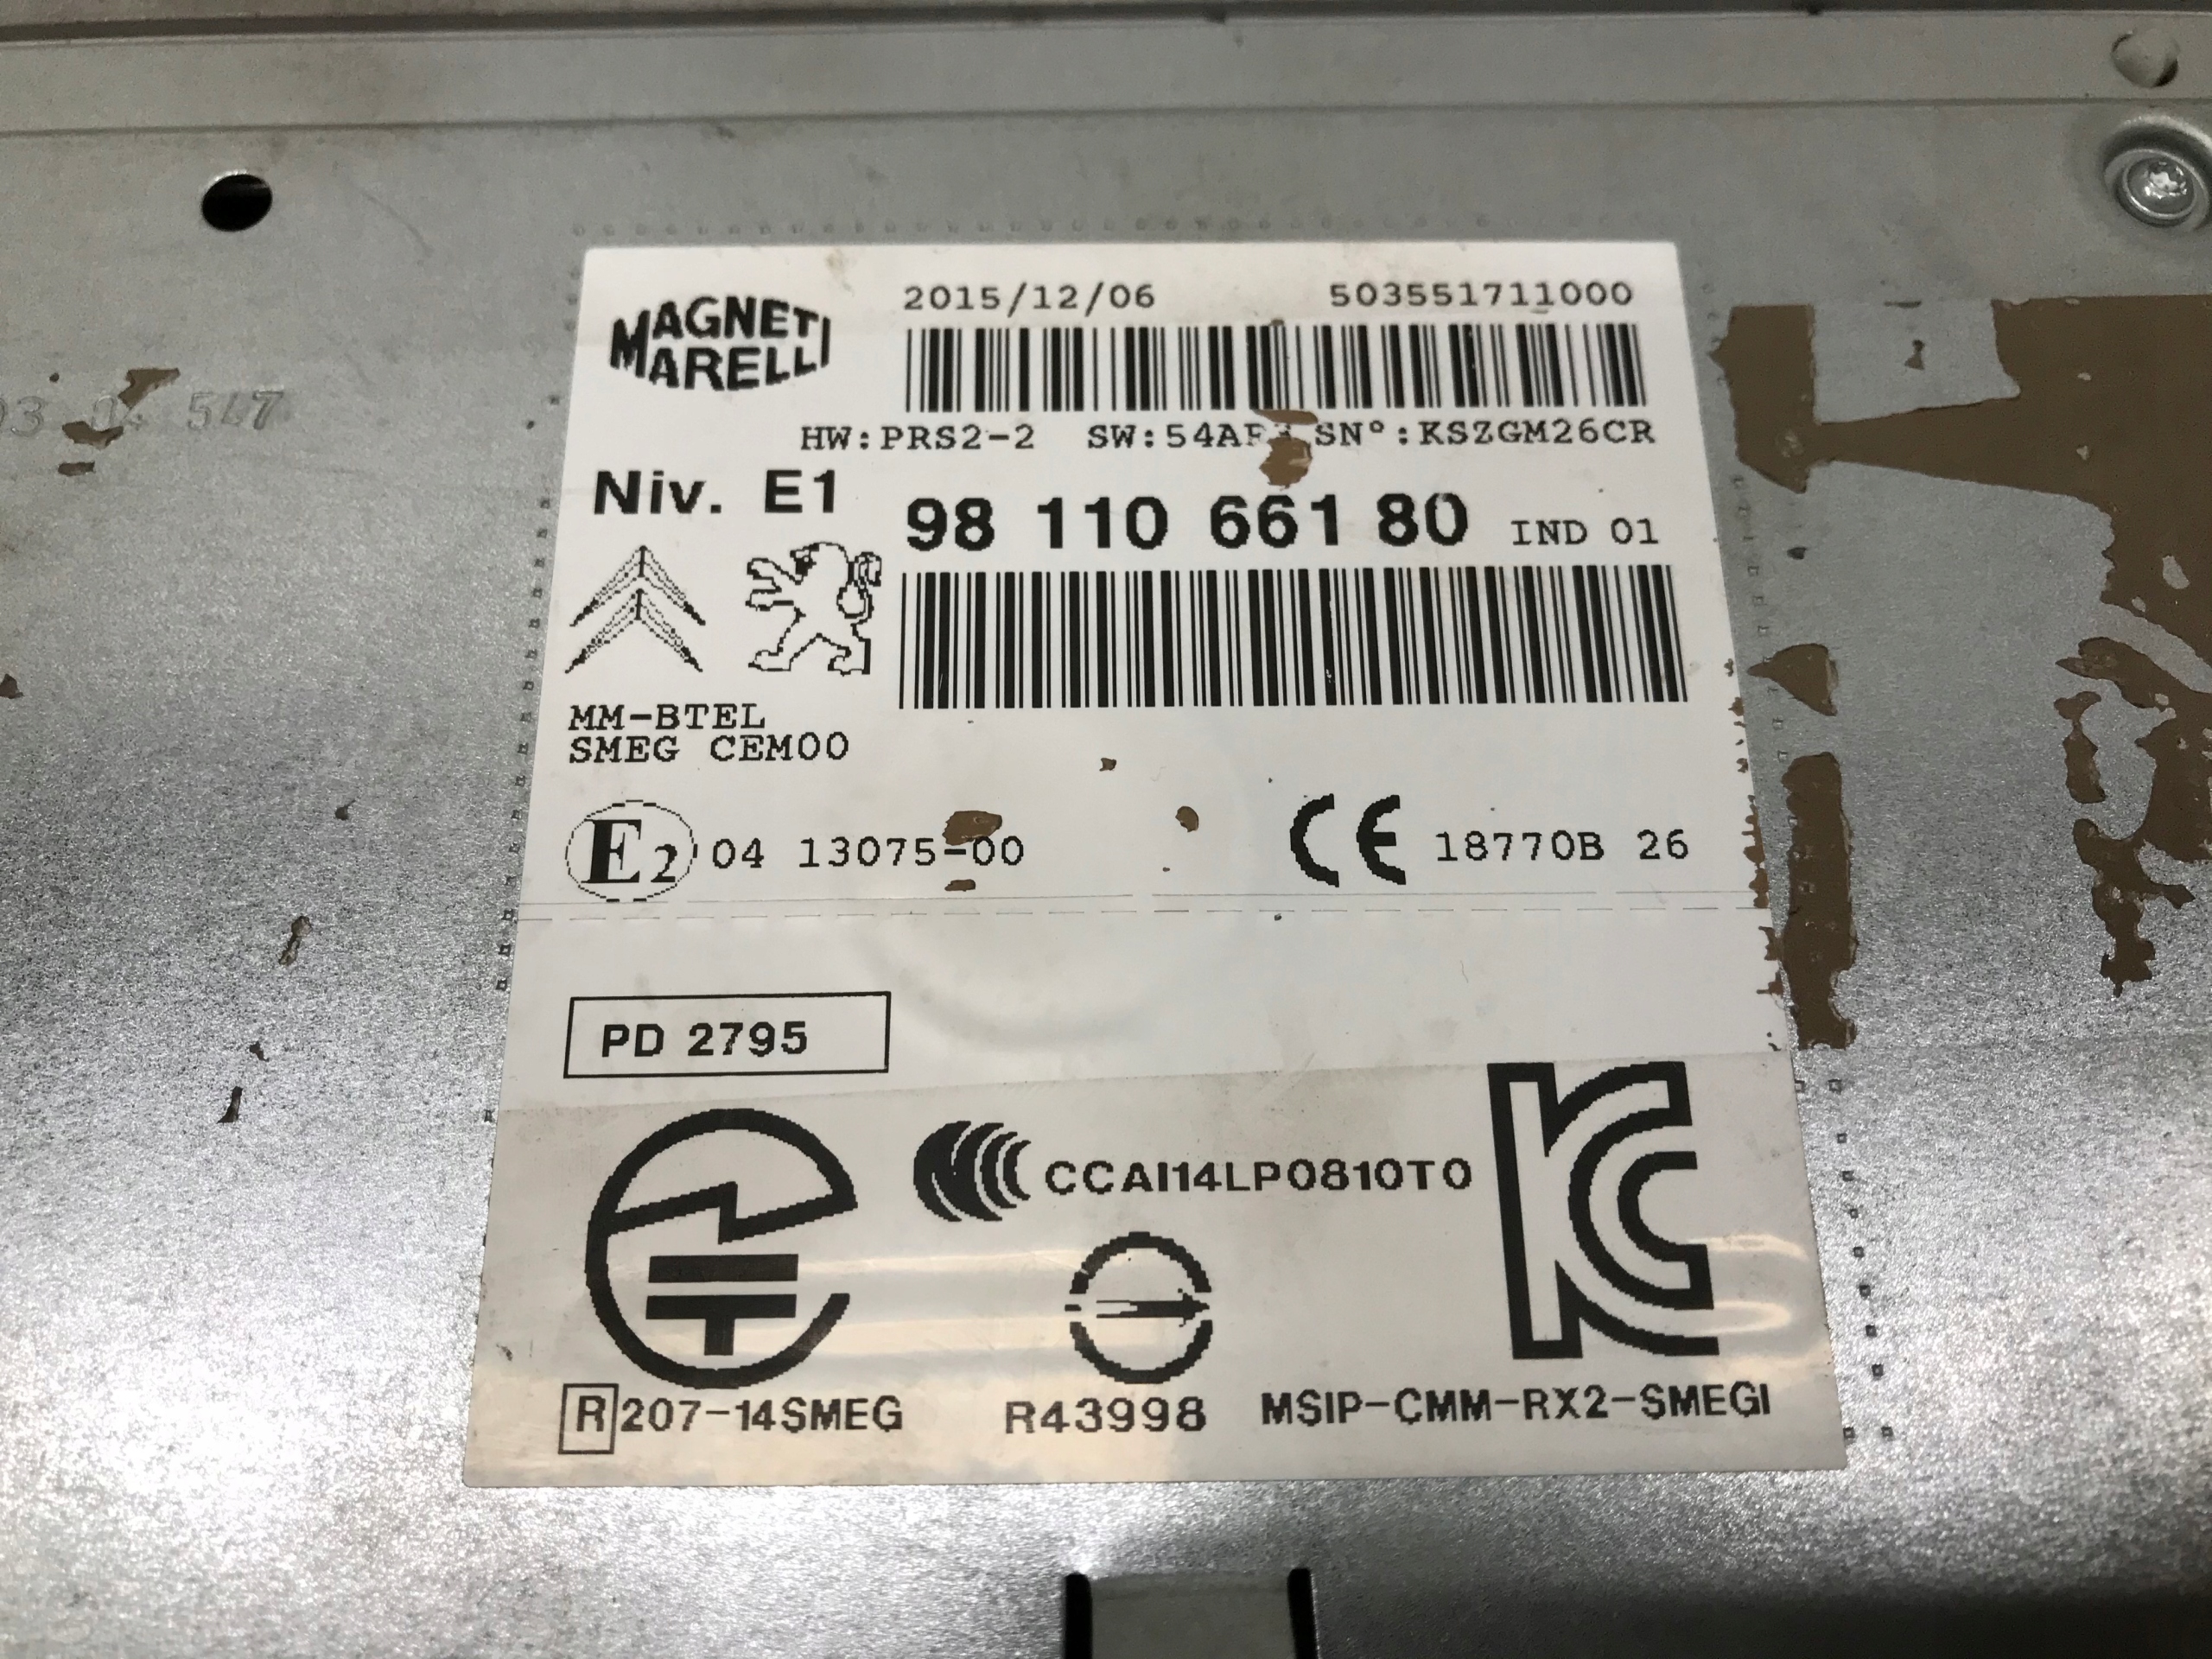 MAGNETI
MARELLI
2015/12/06 503551711000
HW:PRS2-2 SN°:KSZGM26CR
Niv. E1
98 110 661 80 IND 01
MM-BTEL
SMEG CEM00
E2 04 13075-00
CE 18770B 26
PD 2795
CCAI14LP0810T0
R 207-14SMEG
R43998
MSIP-CMM-RX2-SMEGI
547